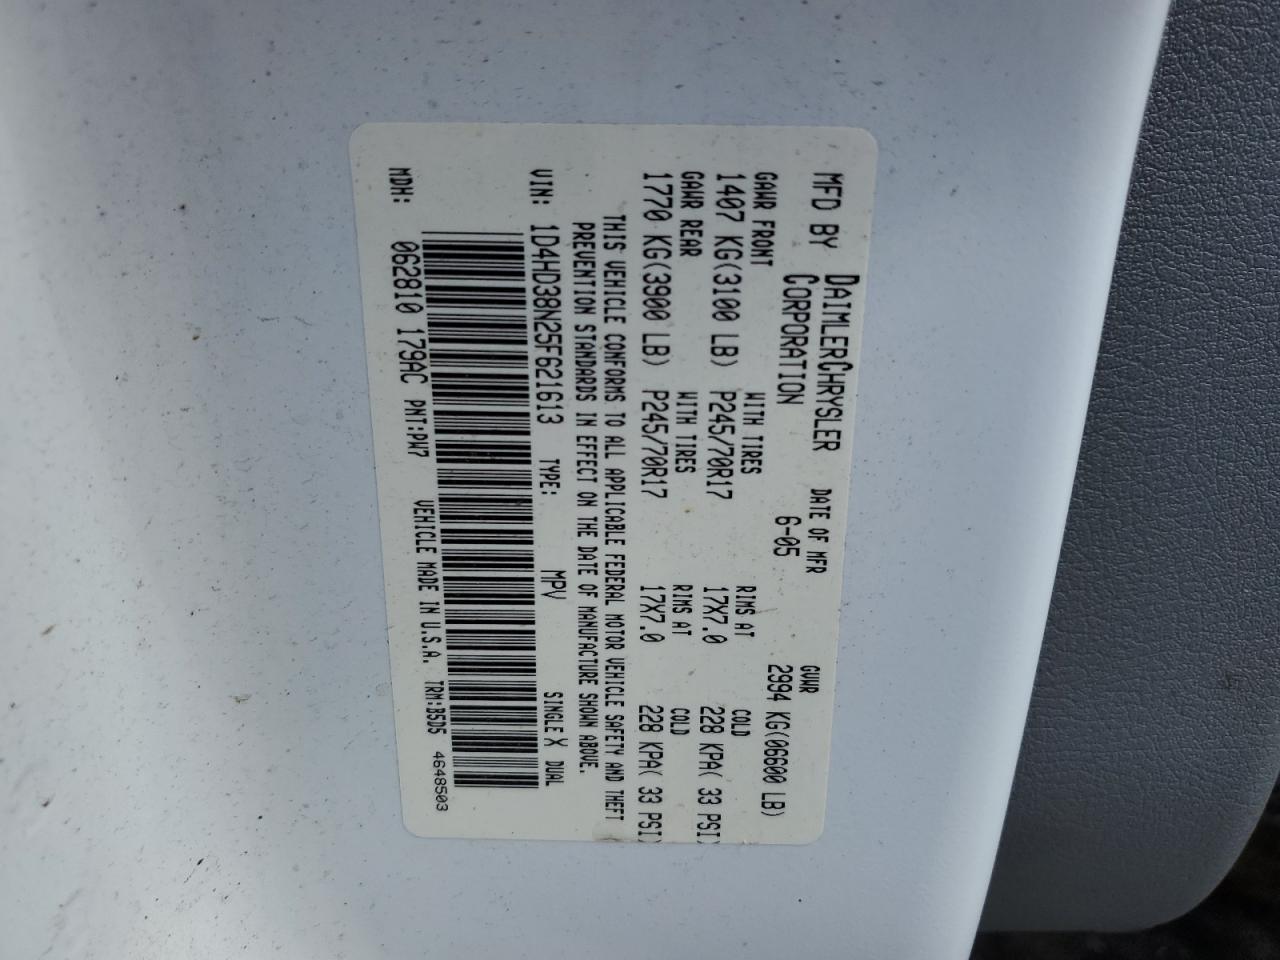 MFD BY DAIMLERCHRYSLER CORPORATION DATE OF MFR 6-05 GVWR 2994 KG(06600 LB)
GAWR FRONT WITH TIRES RIMS AT COLD
1407 KG(3100 LB) P245/70R17 17X7.0 228 KPA( 33 PSI)
GAWR REAR WITH TIRES RIMS AT COLD
1770 KG(3900 LB) P245/70R17 17X7.0 228 KPA( 33 PSI)
THIS VEHICLE CONFORMS TO ALL APPLICABLE FEDERAL MOTOR VEHICLE SAFETY AND THEFT
PREVENTION STANDARDS IN EFFECT ON THE DATE OF MANUFACTURE SHOWN ABOVE.
VIN: 1D4HD38N25F621613 TYPE: MPV SINGLE X DUAL
MDH: 062810 179AC PNT:PW7 VEHICLE MADE IN U.S.A. TRM:B5D5 4648503